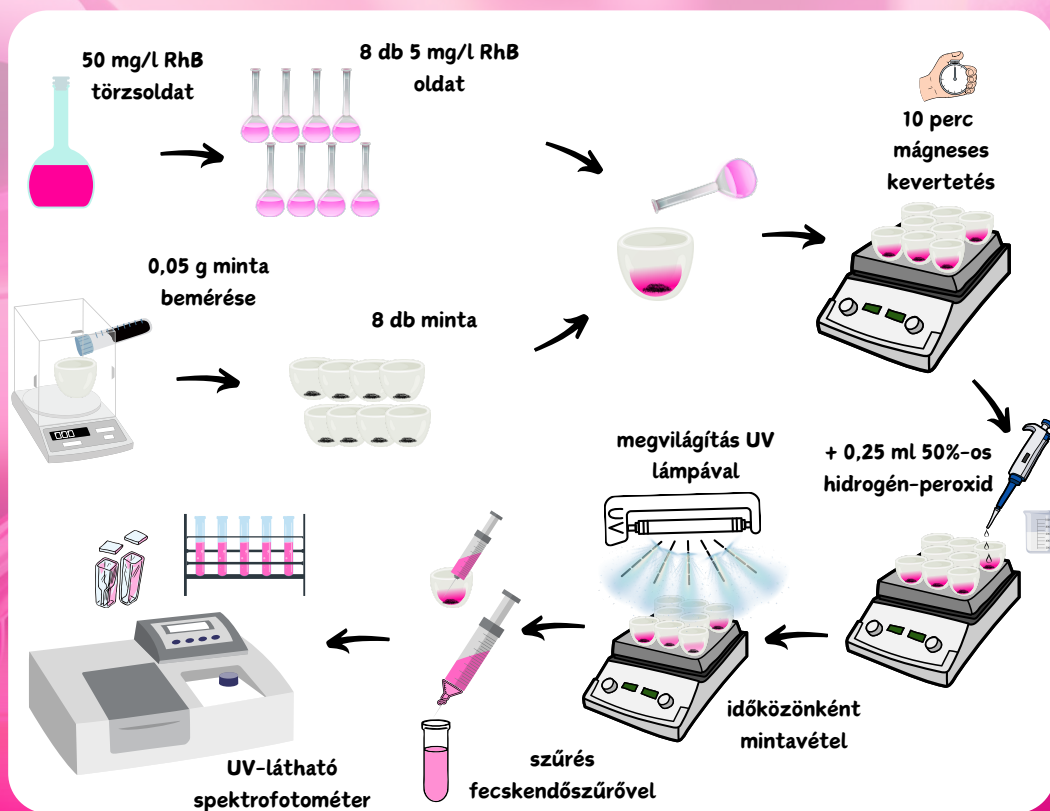 50 mg/l RhB
törzsoldat
8 db 5 mg/l RhB
oldat
10 perc
mágneses
kevertetés
0,05 g minta
bemérése
8 db minta
megvilágítás UV
lámpával
+ 0,25 ml 50%-os
hidrogén-peroxid
UV
időközönként
mintavétel
szűrés
fecskendőszűrővel
UV-látható
spektrofotométer
000